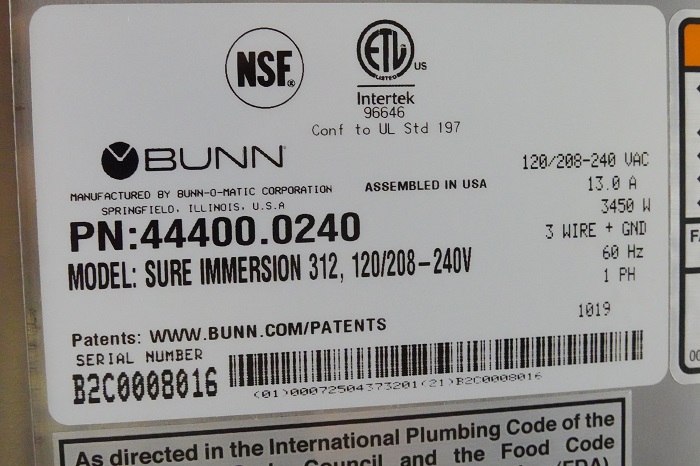 NSF®
ETL
LISTED
US
Intertek
96646
Conf to UL Std 197
BUNN®
120/208-240 VAC
MANUFACTURED BY BUNN-O-MATIC CORPORATION
ASSEMBLED IN USA
13.0 A
SPRINGFIELD, ILLINOIS, U.S.A
3450 W
PN:44400.0240
3 WIRE + GND
60 Hz
MODEL: SURE IMMERSION 312, 120/208-240V
1 PH
1019
Patents: WWW.BUNN.COM/PATENTS
SERIAL NUMBER
B2C0008016
(01)00072504373201(21)B2C0008016
As directed in the International Plumbing Code of the
Council and the Food Code
(FDA)